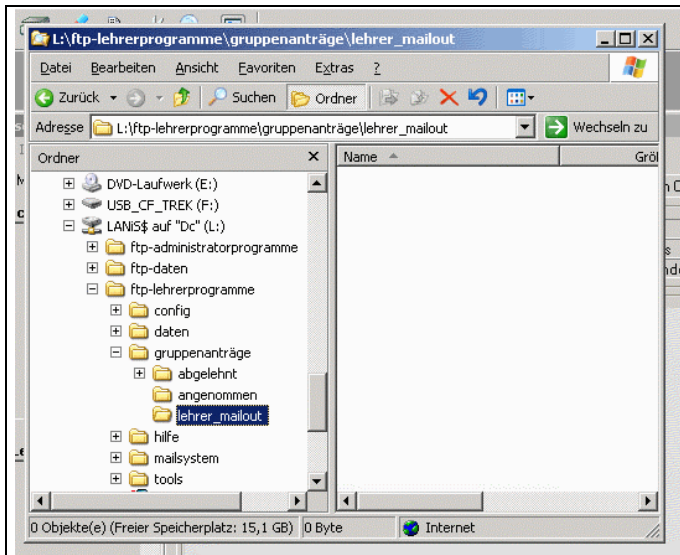 L:\ftp-lehrerprogramme\gruppenanträge\lehrer_mailout
Datei Bearbeiten Ansicht Favoriten Extras ?
Zurück Suchen Ordner
Adresse L:\ftp-lehrerprogramme\gruppenanträge\lehrer_mailout Wechseln zu
Ordner Name Größ
DVD-Laufwerk (E:)
USB_CF_TREK (F:)
LANiS$ auf "Dc" (L:)
ftp-administratorprogramme
ftp-daten
ftp-lehrerprogramme
config
daten
gruppenanträge
abgelehnt
angenommen
lehrer_mailout
hilfe
mailsystem
tools
0 Objekte(e) (Freier Speicherplatz: 15,1 GB) 0 Byte Internet